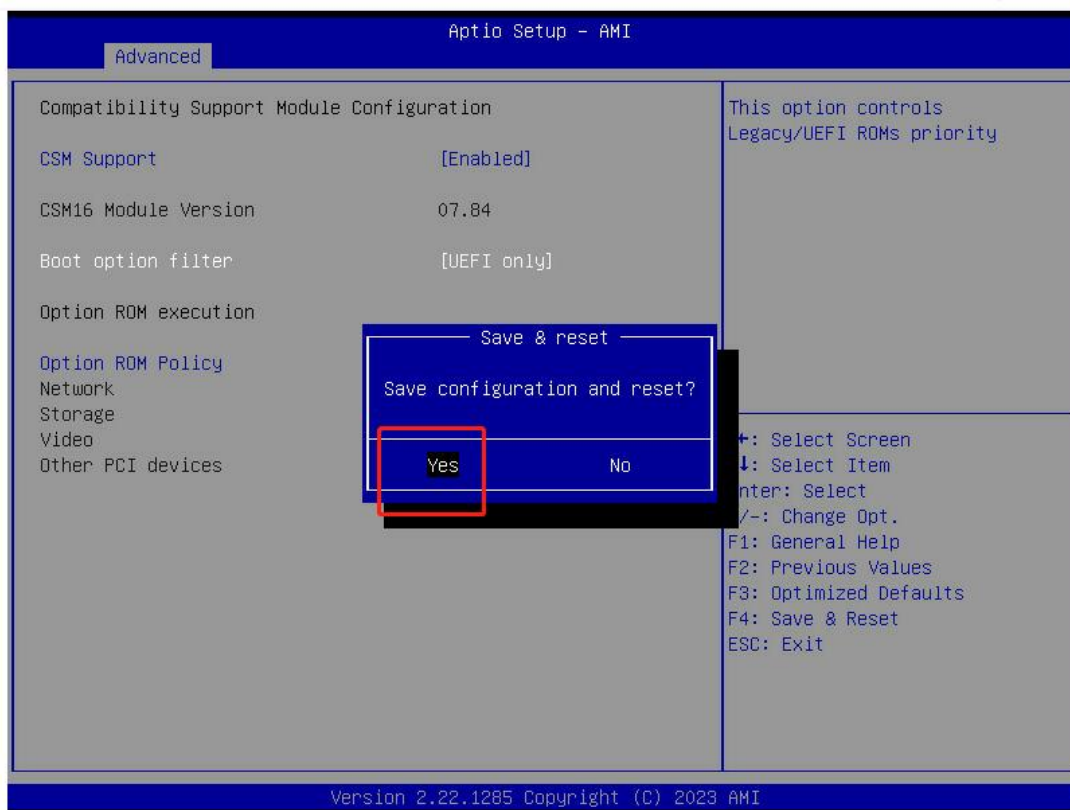 Aptio Setup – AMI
Advanced
Compatibility Support Module Configuration
CSM Support [Enabled]
CSM16 Module Version 07.84
Boot option filter [UEFI only]
Option ROM execution
Option ROM Policy
Network
Storage
Video
Other PCI devices
Save & reset
Save configuration and reset?
Yes No
This option controls
Legacy/UEFI ROMs priority
: Select Screen
: Select Item
nter: Select
/-: Change Opt.
F1: General Help
F2: Previous Values
F3: Optimized Defaults
F4: Save & Reset
ESC: Exit
Version 2.22.1285 Copyright (C) 2023 AMI